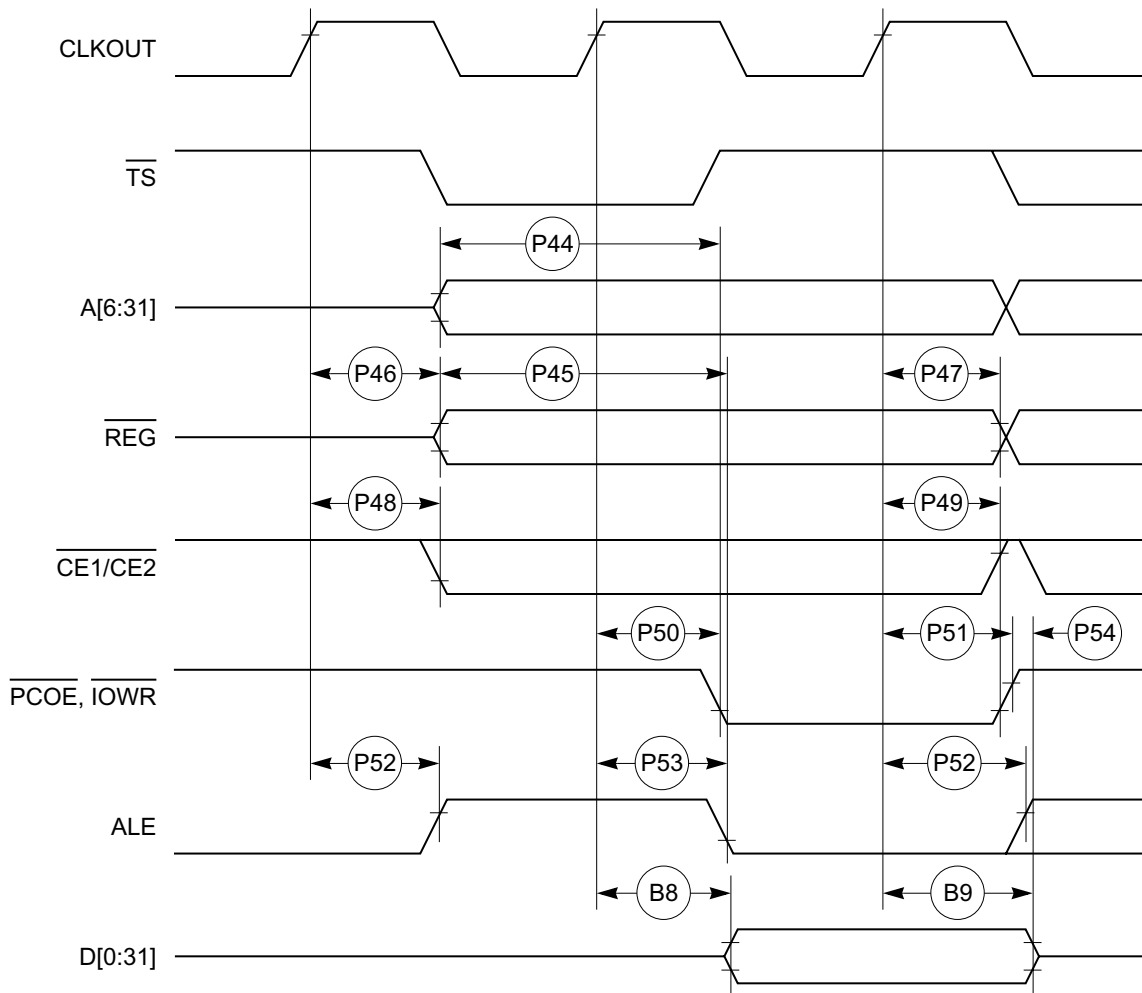 CLKOUT
TS
P44
A[6:31]
P46 P45 P47
REG
P48 P49
CE1/CE2
P50 P51 P54
PCOE, IOWR
P52 P53 P52
ALE
B8 B9
D[0:31]